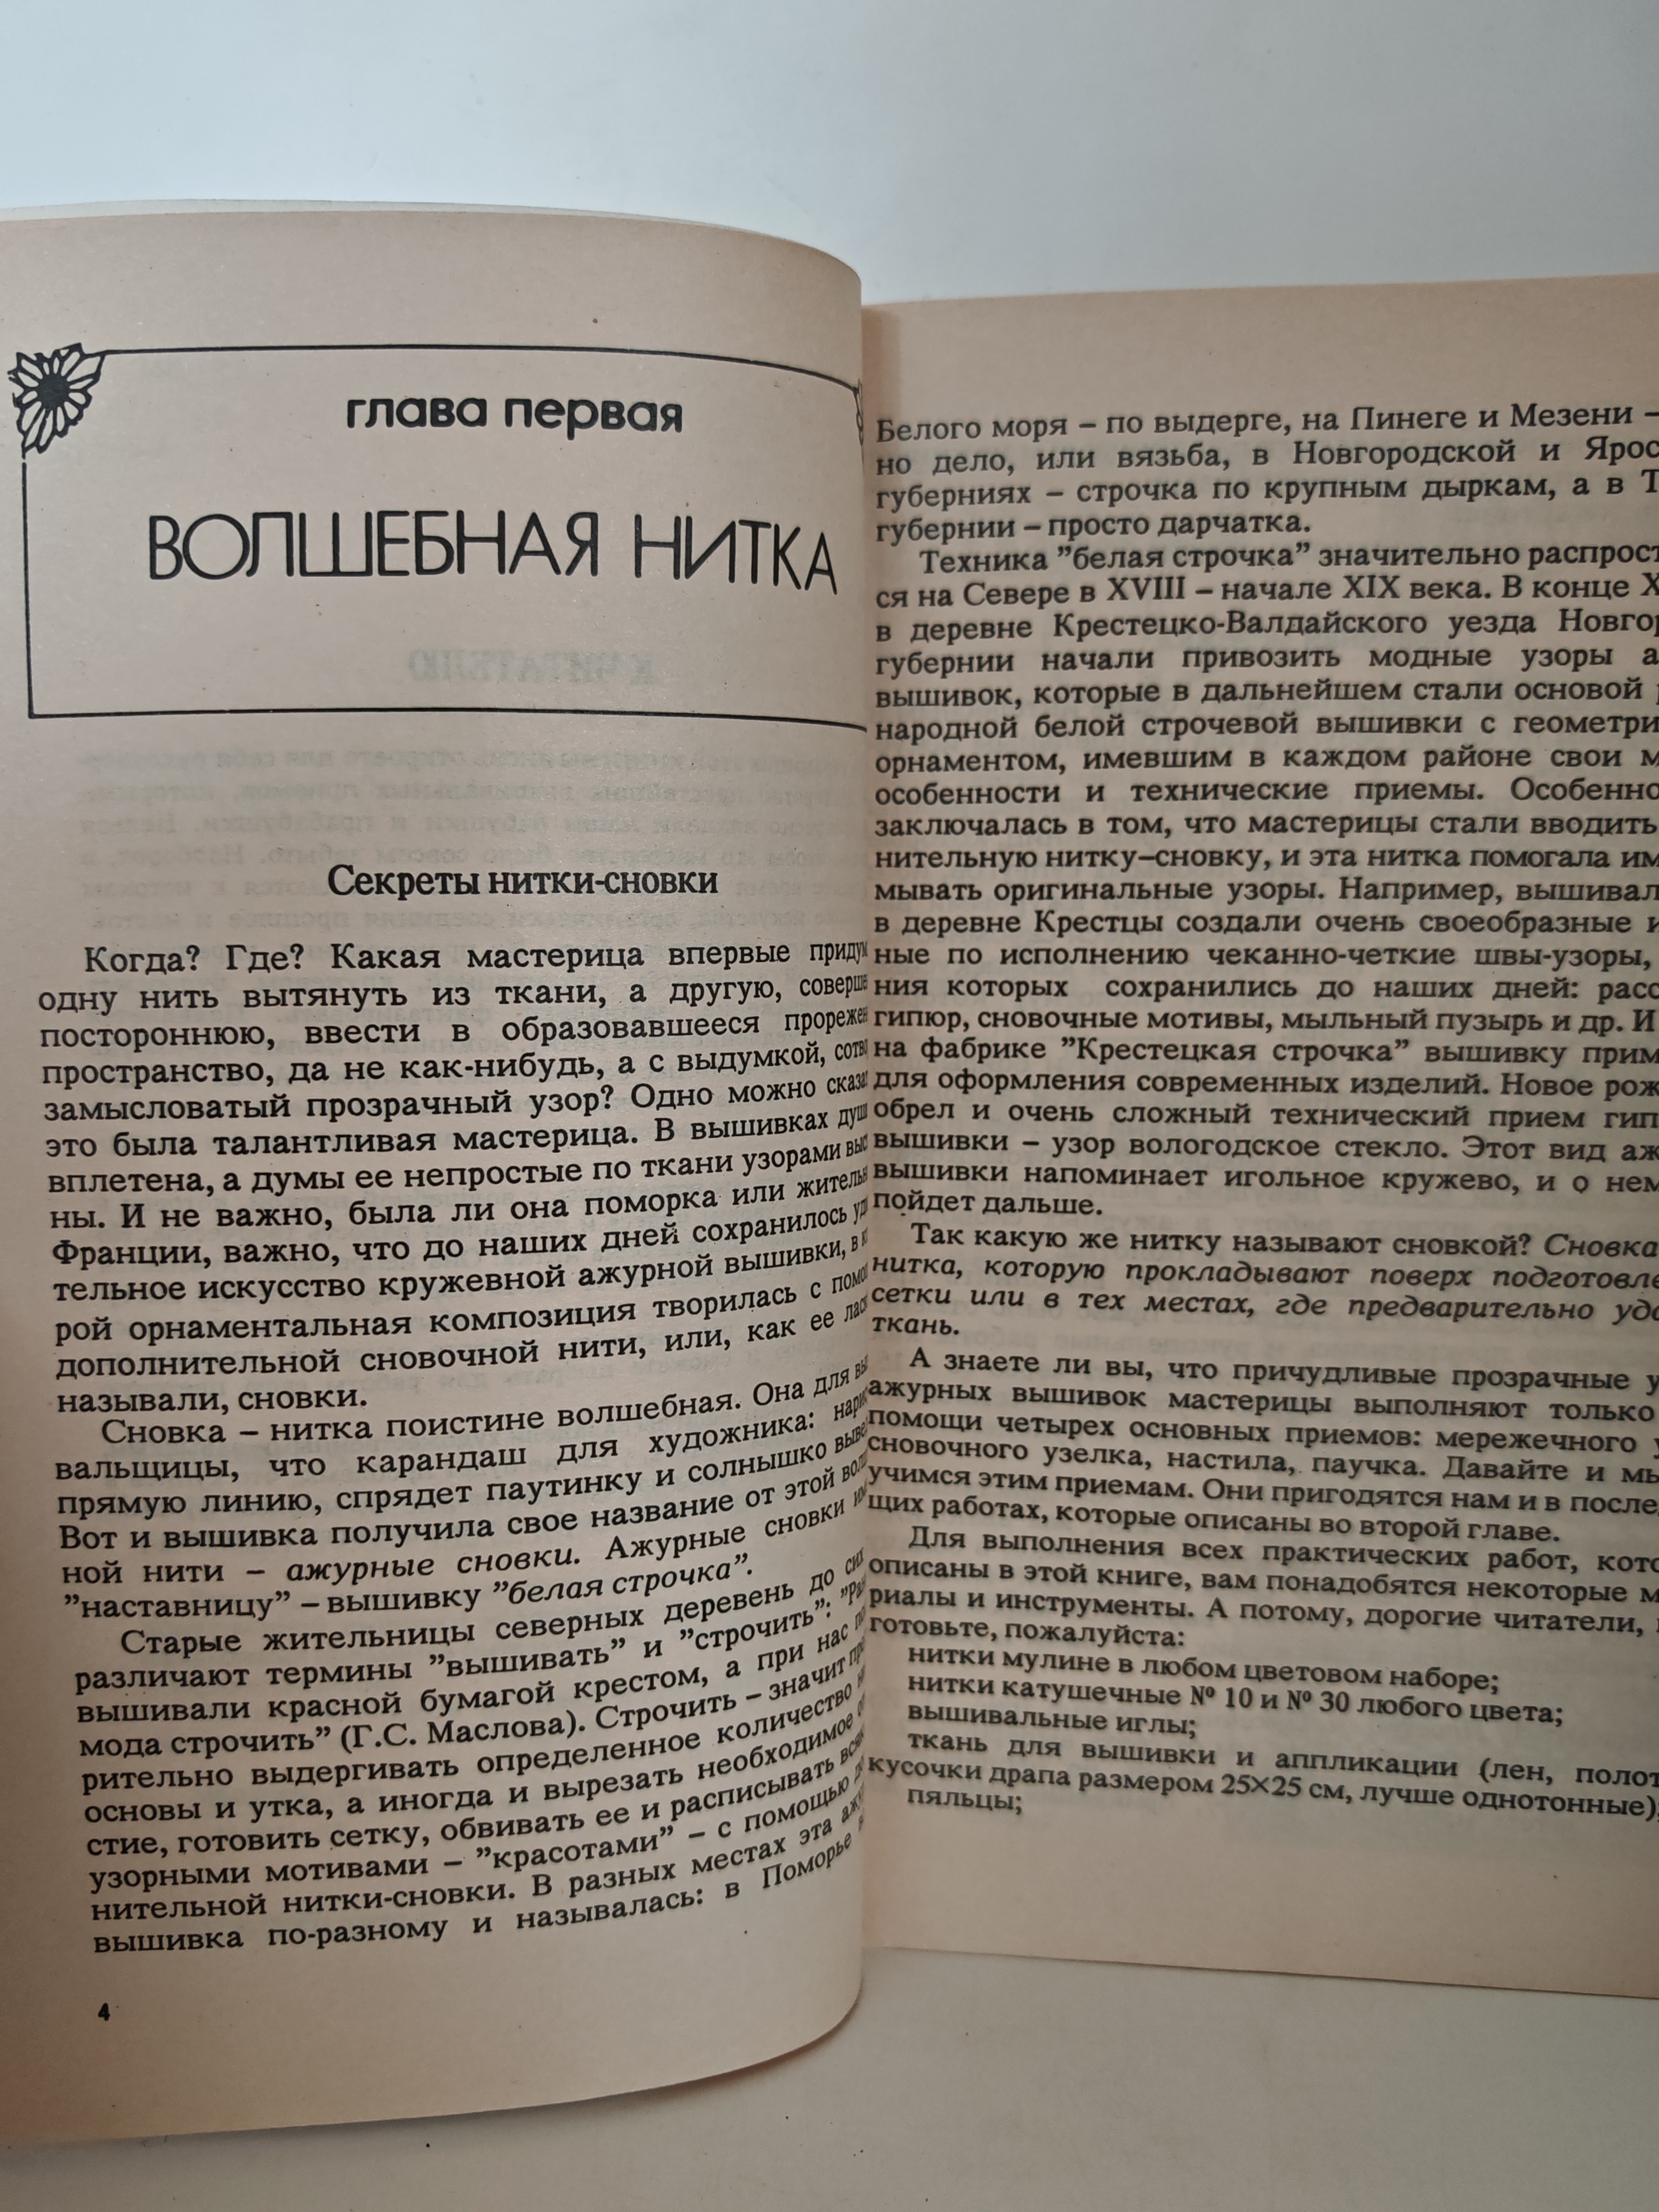 глава первая
ВОЛШЕБНАЯ НИТКА
Секреты нитки-сновки
Когда? Где? Какая мастерица впервые
одну нить вытянуть из ткани, а другую,
постороннюю, ввести в образовавшееся
пространство, да не как-нибудь, а с выдумкой,
замысловатый прозрачный узор? Одно можно
это была талантливая мастерица. В вышивках
вплетена, а думы ее непростые по ткани узорами
ны. И не важно, была ли она поморка или
Франции, важно, что до наших дней сохранилось
тельное искусство кружевной ажурной вышивки, в
рой орнаментальная композиция творилась с
дополнительной сновочной нити, или, как ее
называли, сновки.
Сновка – нитка поистине волшебная. Она для
вальщицы, что карандаш для художника:
прямую линию, спрядет паутинку и солнышко
Вот и вышивка получила свое название от этой
ной нити – ажурные сновки. Ажурные сновки
"наставницу" – вышивку "белая строчка".
Старые жительницы северных деревень до
различают термины "вышивать" и "строчить":
вышивали красной бумагой крестом, а при нас
мода строчить" (Г.С. Маслова). Строчить – значит
рительно выдергивать определенное количество
основы и утка, а иногда и вырезать необходимое
стие, готовить сетку, обвивать ее и расписывать
узорными мотивами – "красотами" – с помощью
нительной нитки-сновки. В разных местах эта
вышивка по-разному и называлась: в Поморье
4
Белого моря – по выдерге, на Пинеге и Мезени –
но дело, или вязьба, в Новгородской и Ярос
губерниях – строчка по крупным дыркам, а в Т
губернии – просто дарчатка.
Техника "белая строчка" значительно распрост
ся на Севере в XVIII – начале XIX века. В конце X
в деревне Крестецко-Валдайского уезда Новгор
губернии начали привозить модные узоры а
вышивок, которые в дальнейшем стали основой
народной белой строчевой вышивки с геометри
орнаментом, имевшим в каждом районе свои м
особенности и технические приемы. Особенно
заключалась в том, что мастерицы стали вводить
нительную нитку–сновку, и эта нитка помогала им
мывать оригинальные узоры. Например, вышивал
в деревне Крестцы создали очень своеобразные и
ные по исполнению чеканно-четкие швы-узоры,
ния которых сохранились до наших дней: расс
гипюр, сновочные мотивы, мыльный пузырь и др. И
на фабрике "Крестецкая строчка" вышивку прим
для оформления современных изделий. Новое рож
обрел и очень сложный технический прием гип
вышивки – узор вологодское стекло. Этот вид аж
вышивки напоминает игольное кружево, и о нем
пойдет дальше.
Так какую же нитку называют сновкой? Сновка
нитка, которую прокладывают поверх подготовле
сетки или в тех местах, где предварительно уда
ткань.
А знаете ли вы, что причудливые прозрачные у
ажурных вышивок мастерицы выполняют только
помощи четырех основных приемов: мережечного у
сновочного узелка, настила, паучка. Давайте и мы
учимся этим приемам. Они пригодятся нам и в после
щих работах, которые описаны во второй главе.
Для выполнения всех практических работ, кото
описаны в этой книге, вам понадобятся некоторые м
риалы и инструменты. А потому, дорогие читатели,
готовьте, пожалуйста:
нитки мулине в любом цветовом наборе;
нитки катушечные № 10 и № 30 любого цвета;
вышивальные иглы;
ткань для вышивки и аппликации (лен, полот
кусочки драпа размером 25×25 см, лучше однотонные);
пяльцы;